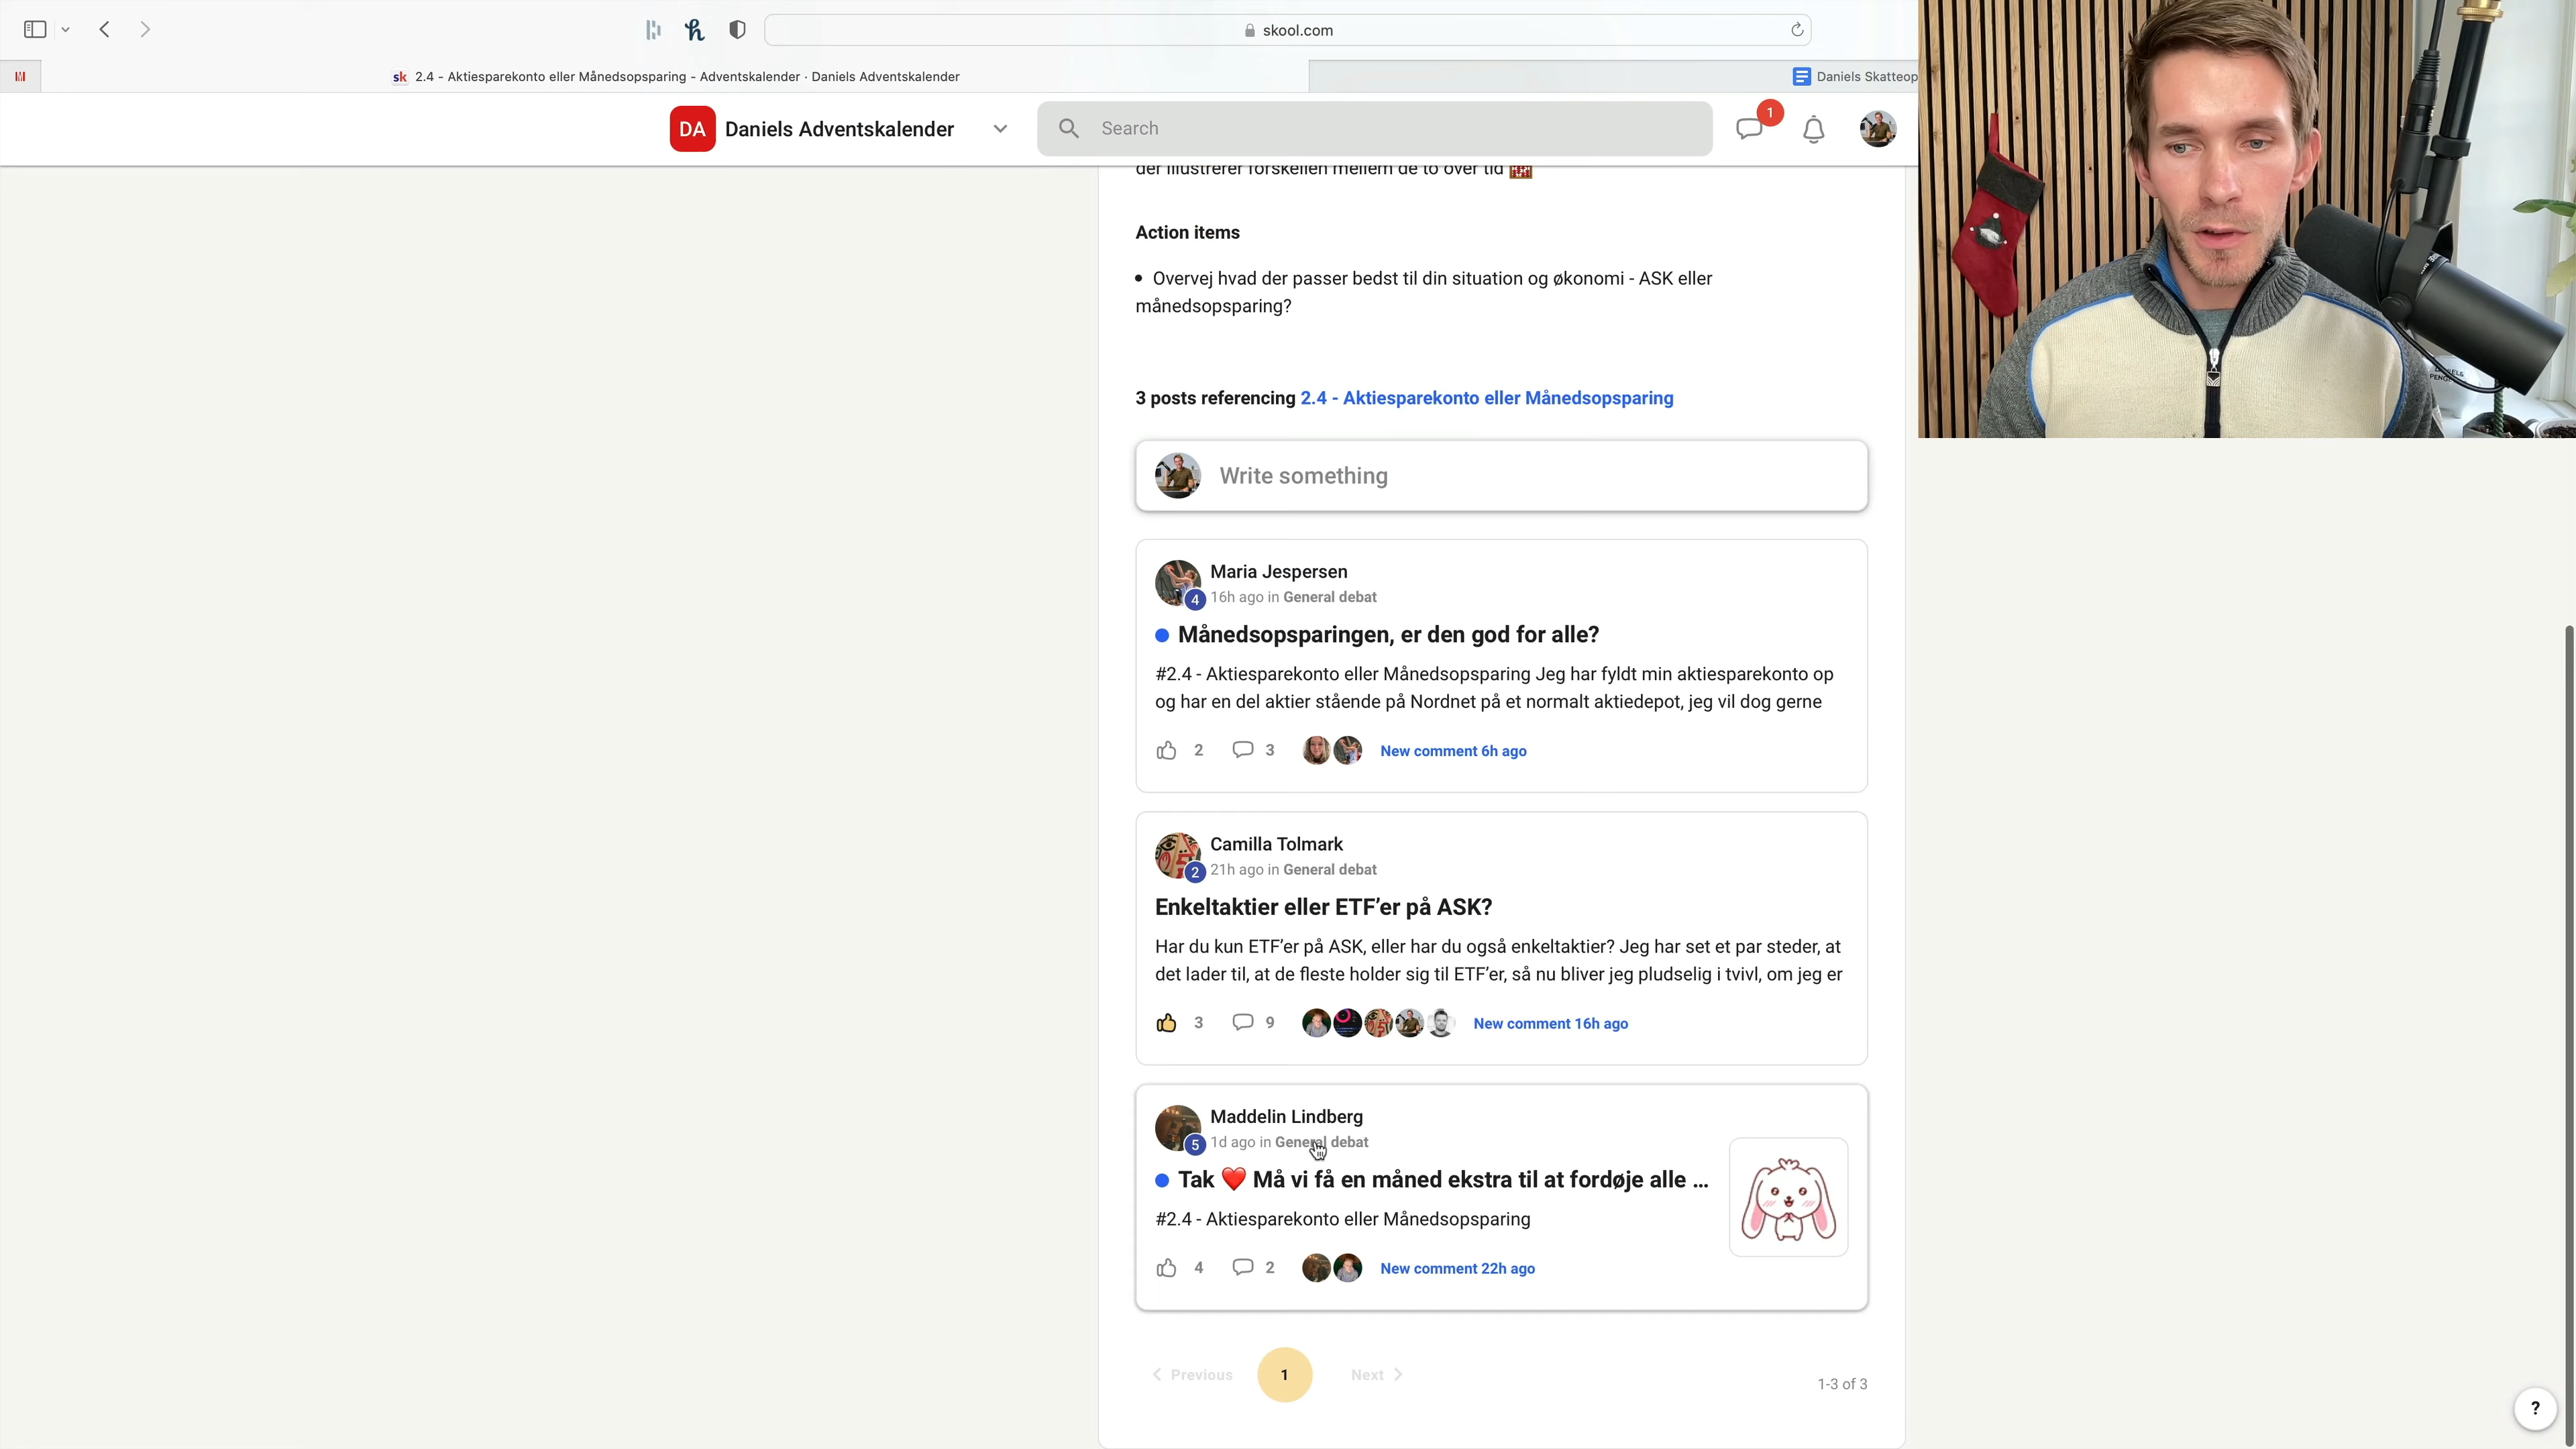 skool.com
sk 2.4 - Aktiesparekonto eller Månedsopsparing - Adventskalender · Daniels Adventskalender
Daniels Skatteop
DA Daniels Adventskalender
Search
1
der illustrerer forskellen mellem de to over tid
Action items
• Overvej hvad der passer bedst til din situation og økonomi - ASK eller
månedsopsparing?
3 posts referencing 2.4 - Aktiesparekonto eller Månedsopsparing
Write something
Maria Jespersen
4 16h ago in General debat
Månedsopsparingen, er den god for alle?
#2.4 - Aktiesparekonto eller Månedsopsparing Jeg har fyldt min aktiesparekonto op
og har en del aktier stående på Nordnet på et normalt aktiedepot, jeg vil dog gerne
2 3 New comment 6h ago
Camilla Tolmark
2 21h ago in General debat
Enkeltaktier eller ETF’er på ASK?
Har du kun ETF’er på ASK, eller har du også enkeltaktier? Jeg har set et par steder, at
det lader til, at de fleste holder sig til ETF’er, så nu bliver jeg pludselig i tvivl, om jeg er
3 9 New comment 16h ago
Maddelin Lindberg
5 1d ago in General debat
Tak ❤️ Må vi få en måned ekstra til at fordøje alle ...
#2.4 - Aktiesparekonto eller Månedsopsparing
4 2 New comment 22h ago
Previous 1 Next
1-3 of 3
?